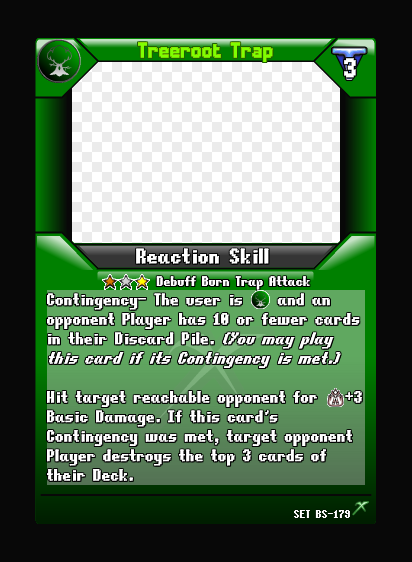 Treeroot Trap
3
Reaction Skill
Debuff Burn Trap Attack
Contingency- The user is and an
opponent Player has 10 or fewer cards
in their Discard Pile. (You may play
this card if its Contingency is met.)
Hit target reachable opponent for +3
Basic Damage. If this card's
Contingency was met, target opponent
Player destroys the top 3 cards of
their Deck.
SET BS-179